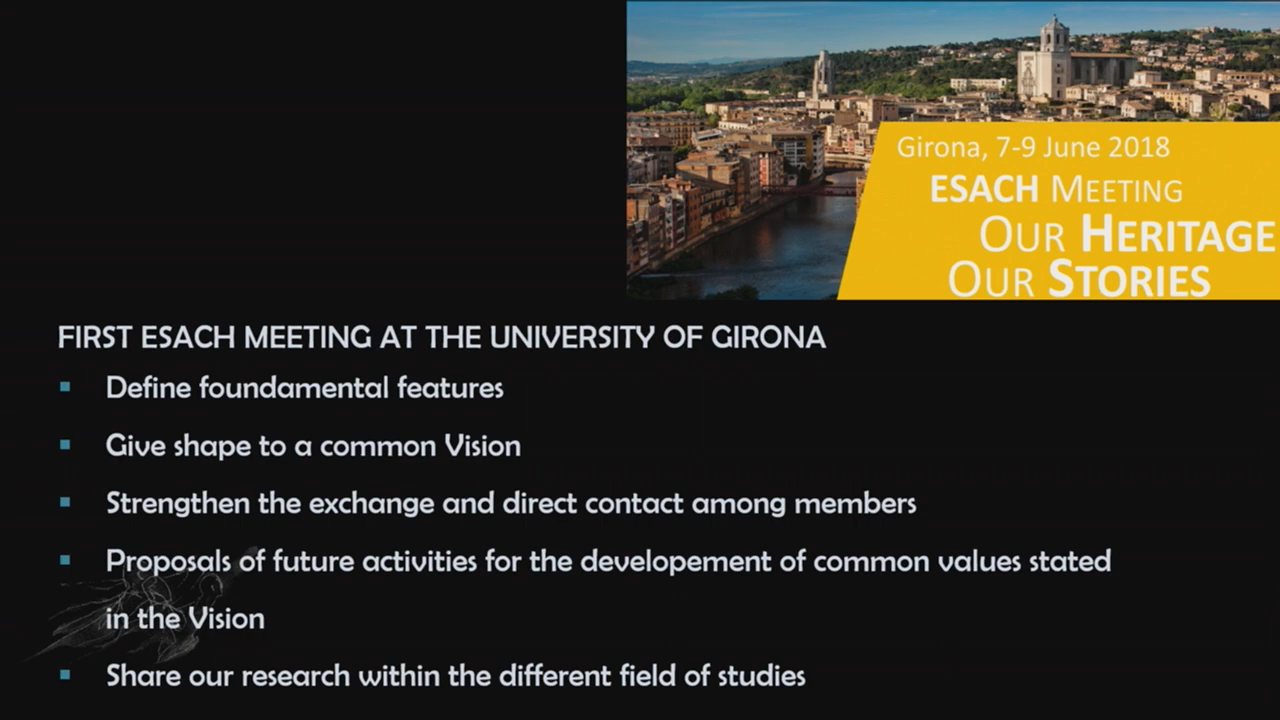 Girona, 7-9 June 2018
ESACH MEETING
OUR HERITAGE
OUR STORIES
FIRST ESACH MEETING AT THE UNIVERSITY OF GIRONA
▪ Define foundamental features
▪ Give shape to a common Vision
▪ Strengthen the exchange and direct contact among members
▪ Proposals of future activities for the developement of common values stated
in the Vision
▪ Share our research within the different field of studies